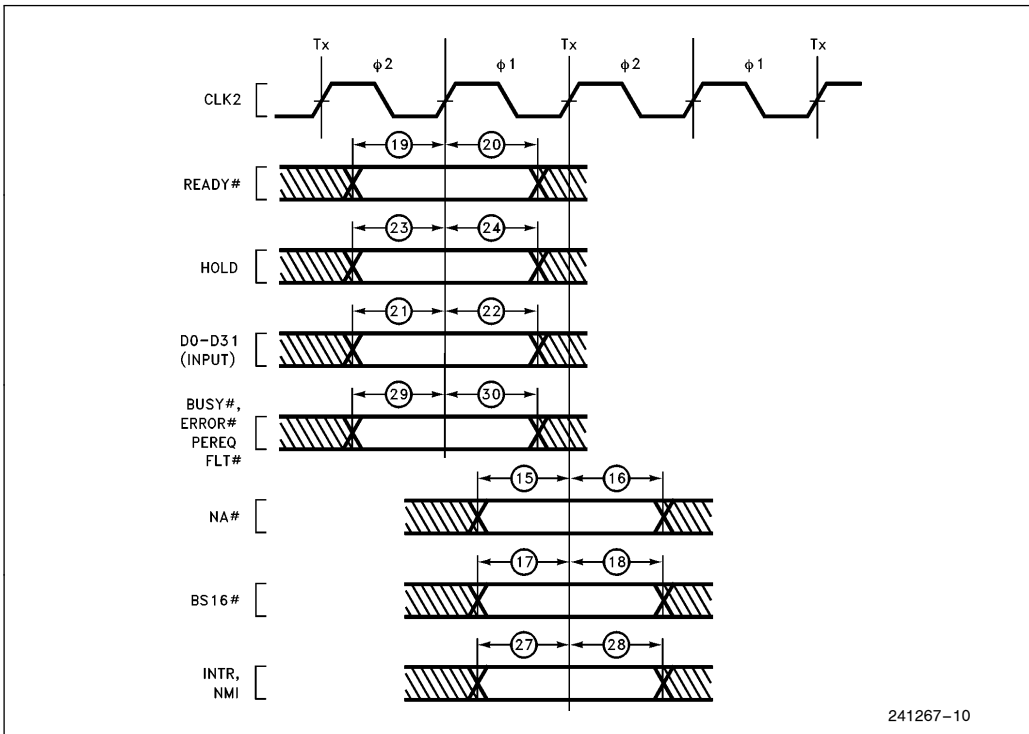 Tx Tx Tx
φ2 φ1 φ2 φ1
CLK2
19 20
READY#
23 24
HOLD
21 22
D0-D31
(INPUT)
29 30
BUSY#,
ERROR#
PEREQ
FLT#
15 16
NA#
17 18
BS16#
27 28
INTR,
NMI
241267-10